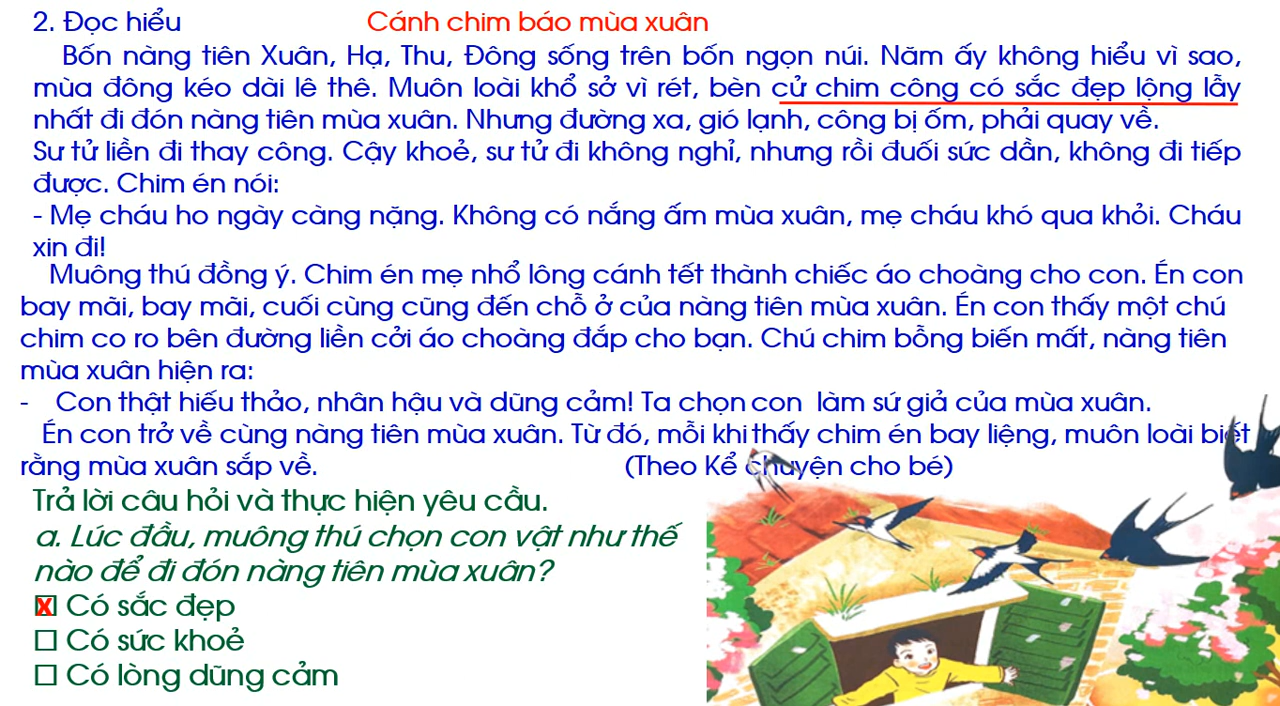 2. Đọc hiểu
Cánh chim báo mùa xuân
Bốn nàng tiên Xuân, Hạ, Thu, Đông sống trên bốn ngọn núi. Năm ấy không hiểu vì sao,
mùa đông kéo dài lê thê. Muôn loài khổ sở vì rét, bèn cử chim công có sắc đẹp lộng lẫy
nhất đi đón nàng tiên mùa xuân. Nhưng đường xa, gió lạnh, công bị ốm, phải quay về.
Sư tử liền đi thay công. Cậy khoẻ, sư tử đi không nghỉ, nhưng rồi đuối sức dần, không đi tiếp
được. Chim én nói:
- Mẹ cháu ho ngày càng nặng. Không có nắng ấm mùa xuân, mẹ cháu khó qua khỏi. Cháu
xin đi!
Muông thú đồng ý. Chim én mẹ nhổ lông cánh tết thành chiếc áo choàng cho con. Én con
bay mãi, bay mãi, cuối cùng cũng đến chỗ ở của nàng tiên mùa xuân. Én con thấy một chú
chim co ro bên đường liền cởi áo choàng đắp cho bạn. Chú chim bỗng biến mất, nàng tiên
mùa xuân hiện ra:
- Con thật hiếu thảo, nhân hậu và dũng cảm! Ta chọn con làm sứ giả của mùa xuân.
Én con trở về cùng nàng tiên mùa xuân. Từ đó, mỗi khi thấy chim én bay liệng, muôn loài biết
rằng mùa xuân sắp về. (Theo Kể chuyện cho bé)
Trả lời câu hỏi và thực hiện yêu cầu.
a. Lúc đầu, muông thú chọn con vật như thế
nào để đi đón nàng tiên mùa xuân?
x Có sắc đẹp
□ Có sức khoẻ
□ Có lòng dũng cảm